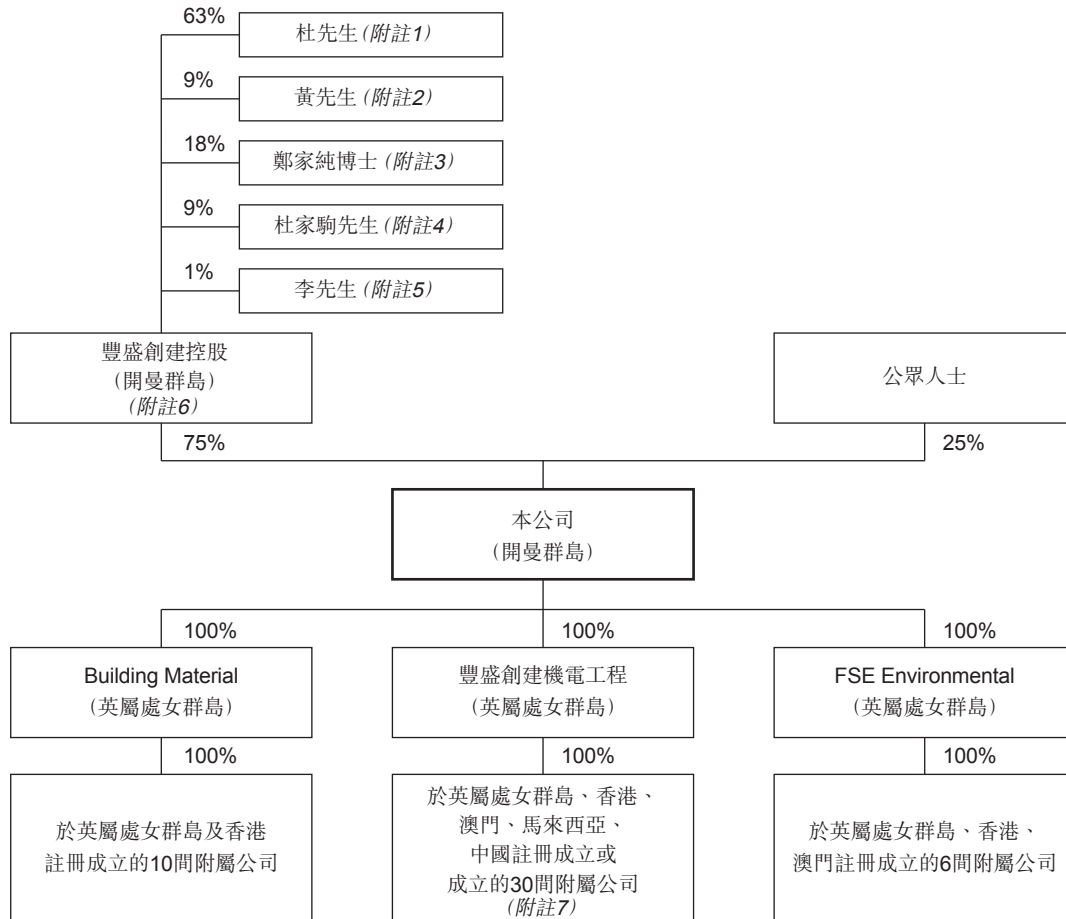 63%
杜先生(附註1)
9%
黃先生(附註2)
18%
鄭家純博士(附註3)
9%
杜家駒先生(附註4)
1%
李先生(附註5)
豐盛創建控股
(開曼群島)
(附註6)
公眾人士
75%
25%
本公司
(開曼群島)
100%
100%
100%
Building Material
(英屬處女群島)
豐盛創建機電工程
(英屬處女群島)
FSE Environmental
(英屬處女群島)
100%
100%
100%
於英屬處女群島及香港
註冊成立的10間附屬公司
於英屬處女群島、香港、
澳門、馬來西亞、
中國註冊成立或
成立的30間附屬公司
(附註7)
於英屬處女群島、香港、
澳門註冊成立的6間附屬公司